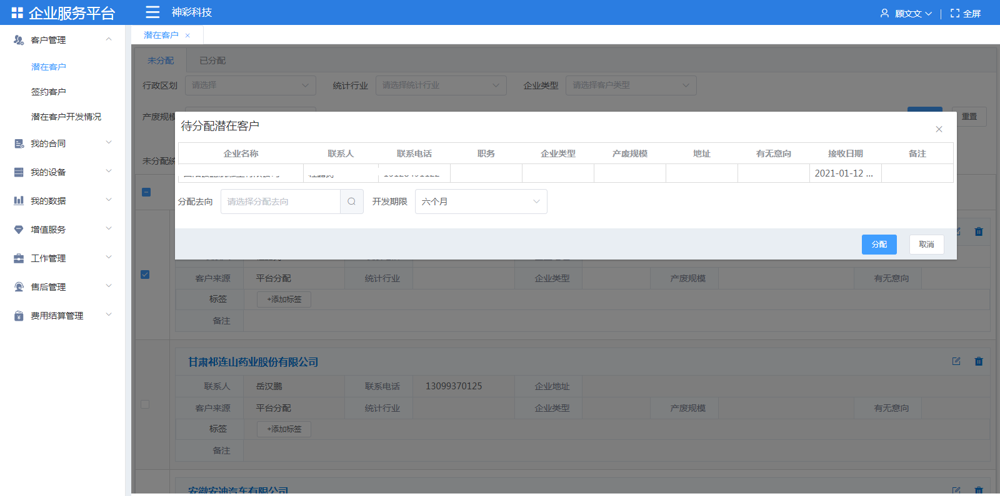 企业服务平台
神彩科技
顾文文
全屏
客户管理
潜在客户
签约客户
潜在客户开发情况
我的合同
我的设备
我的数据
增值服务
工作管理
售后管理
费用结算管理
潜在客户
未分配 已分配
行政区划 请选择 统计行业 请选择统计行业 企业类型 请选择客户类型
产废规模
重置
待分配潜在客户
企业名称 联系人 联系电话 职务 企业类型 产废规模 地址 有无意向 接收日期 备注
2021-01-12 ...
分配去向 请选择分配去向 开发期限 六个月
分配 取消
未分配
客户来源 平台分配 统计行业 企业类型 产废规模 有无意向
标签 +添加标签
备注
甘肃祁连山药业股份有限公司
联系人 岳汉鹏 联系电话 13099370125 企业地址
客户来源 平台分配 统计行业 企业类型 产废规模 有无意向
标签 +添加标签
备注
安徽安迪汽车有限公司